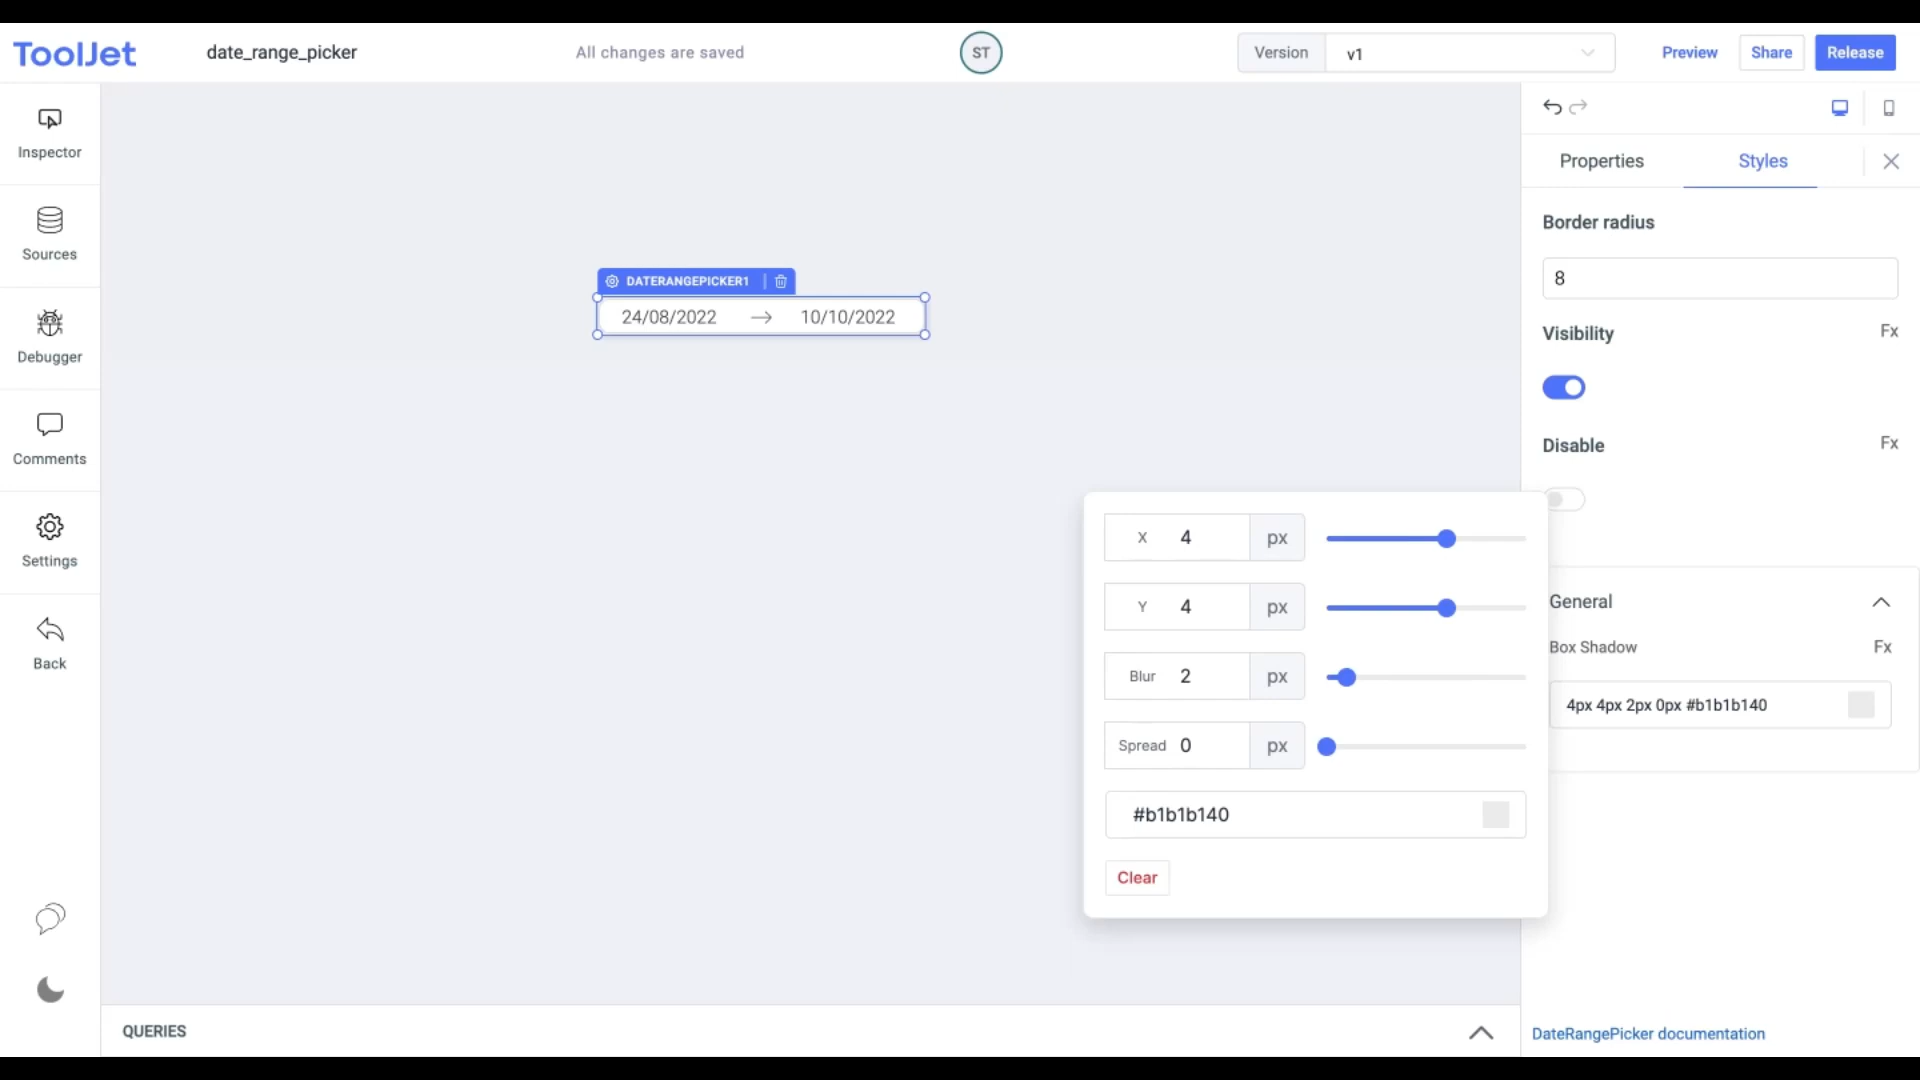 ToolJet
date_range_picker
All changes are saved
ST
Version
v1
Preview
Share
Release
Inspector
Sources
Debugger
Comments
Settings
Back
DATERANGEPICKER1
24/08/2022
10/10/2022
Properties
Styles
Border radius
8
Visibility
Fx
Disable
Fx
X 4 px
Y 4 px
Blur 2 px
Spread 0 px
#b1b1b140
Clear
General
Box Shadow
Fx
4px 4px 2px 0px #b1b1b140
QUERIES
DateRangePicker documentation